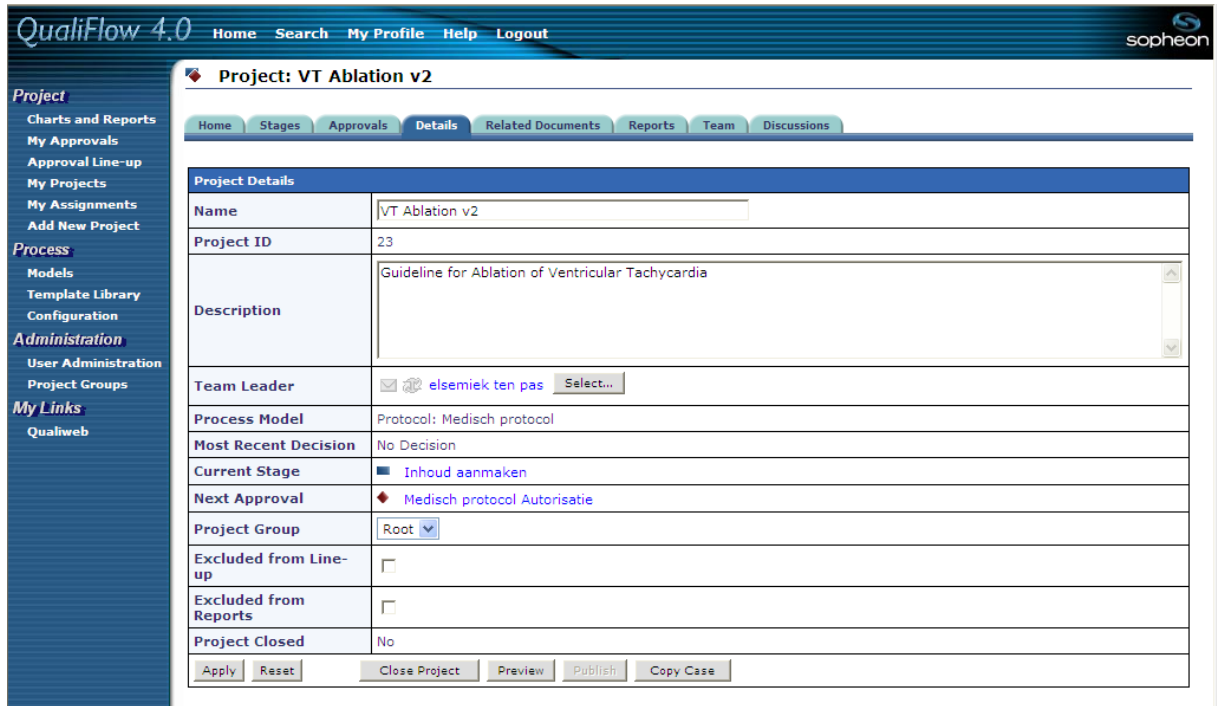 QualiFlow 4.0 Home Search My Profile Help Logout
sopheon
Project: VT Ablation v2
Project
Charts and Reports
My Approvals
Approval Line-up
My Projects
My Assignments
Add New Project
Process
Models
Template Library
Configuration
Administration
User Administration
Project Groups
My Links
Qualiweb
Home Stages Approvals Details Related Documents Reports Team Discussions
Project Details
Name VT Ablation v2
Project ID 23
Description Guideline for Ablation of Ventricular Tachycardia
Team Leader elsemiek ten pas Select...
Process Model Protocol: Medisch protocol
Most Recent Decision No Decision
Current Stage Inhoud aanmaken
Next Approval Medisch protocol Autorisatie
Project Group Root
Excluded from Line-
up
Excluded from
Reports
Project Closed No
Apply Reset Close Project Preview Publish Copy Case